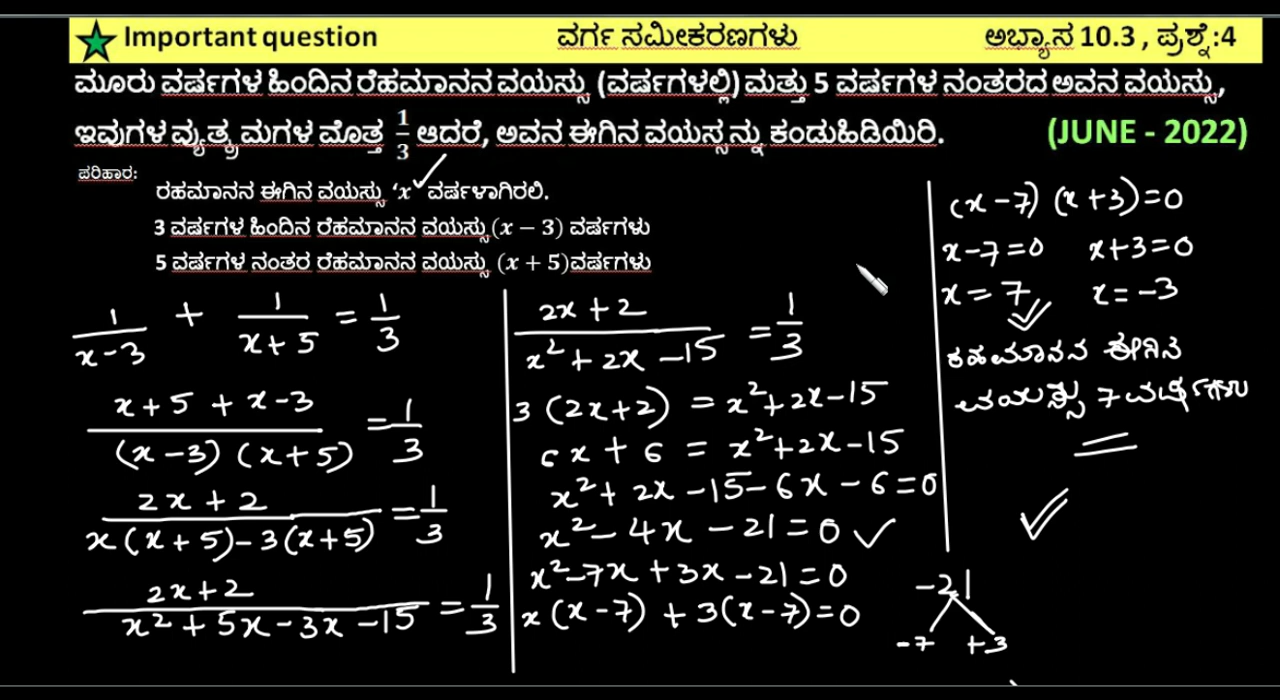 Important question ವರ್ಗ ಸಮೀಕರಣಗಳು ಅಭ್ಯಾಸ 10.3 , ಪ್ರಶ್ನೆ:4
ಮೂರು ವರ್ಷಗಳ ಹಿಂದಿನ ರೆಹಮಾನನ ವಯಸ್ಸು (ವರ್ಷಗಳಲ್ಲಿ) ಮತ್ತು 5 ವರ್ಷಗಳ ನಂತರದ ಅವನ ವಯಸ್ಸು,
ಇವುಗಳ ವ್ಯುತ್ಕ್ರಮಗಳ ಮೊತ್ತ 1/3 ಆದರೆ, ಅವನ ಈಗಿನ ವಯಸ್ಸನ್ನು ಕಂಡುಹಿಡಿಯಿರಿ. (JUNE - 2022)
ಪರಿಹಾರ:
ರಹಮಾನನ ಈಗಿನ ವಯಸ್ಸು 'x' ವರ್ಷಳಾಗಿರಲಿ.
3 ವರ್ಷಗಳ ಹಿಂದಿನ ರೆಹಮಾನನ ವಯಸ್ಸು (x − 3) ವರ್ಷಗಳು
5 ವರ್ಷಗಳ ನಂತರ ರೆಹಮಾನನ ವಯಸ್ಸು (x + 5)ವರ್ಷಗಳು
1/(x-3) + 1/(x+5) = 1/3
(x+5 + x-3)/((x-3)(x+5)) = 1/3
(2x+2)/(x(x+5)-3(x+5)) = 1/3
(2x+2)/(x²+5x-3x-15) = 1/3
(2x+2)/(x²+2x-15) = 1/3
3(2x+2) = x²+2x-15
6x+6 = x²+2x-15
x²+2x-15-6x-6=0
x²-4x-21=0 ✓
x²-7x+3x-21=0
x(x-7)+3(x-7)=0
(x-7)(x+3)=0
x-7=0 x+3=0
x=7 x=-3
ರಹಮಾನನ ಈಗಿನ
ವಯಸ್ಸು 7 ವರ್ಷಗಳು
-21
-7 +3